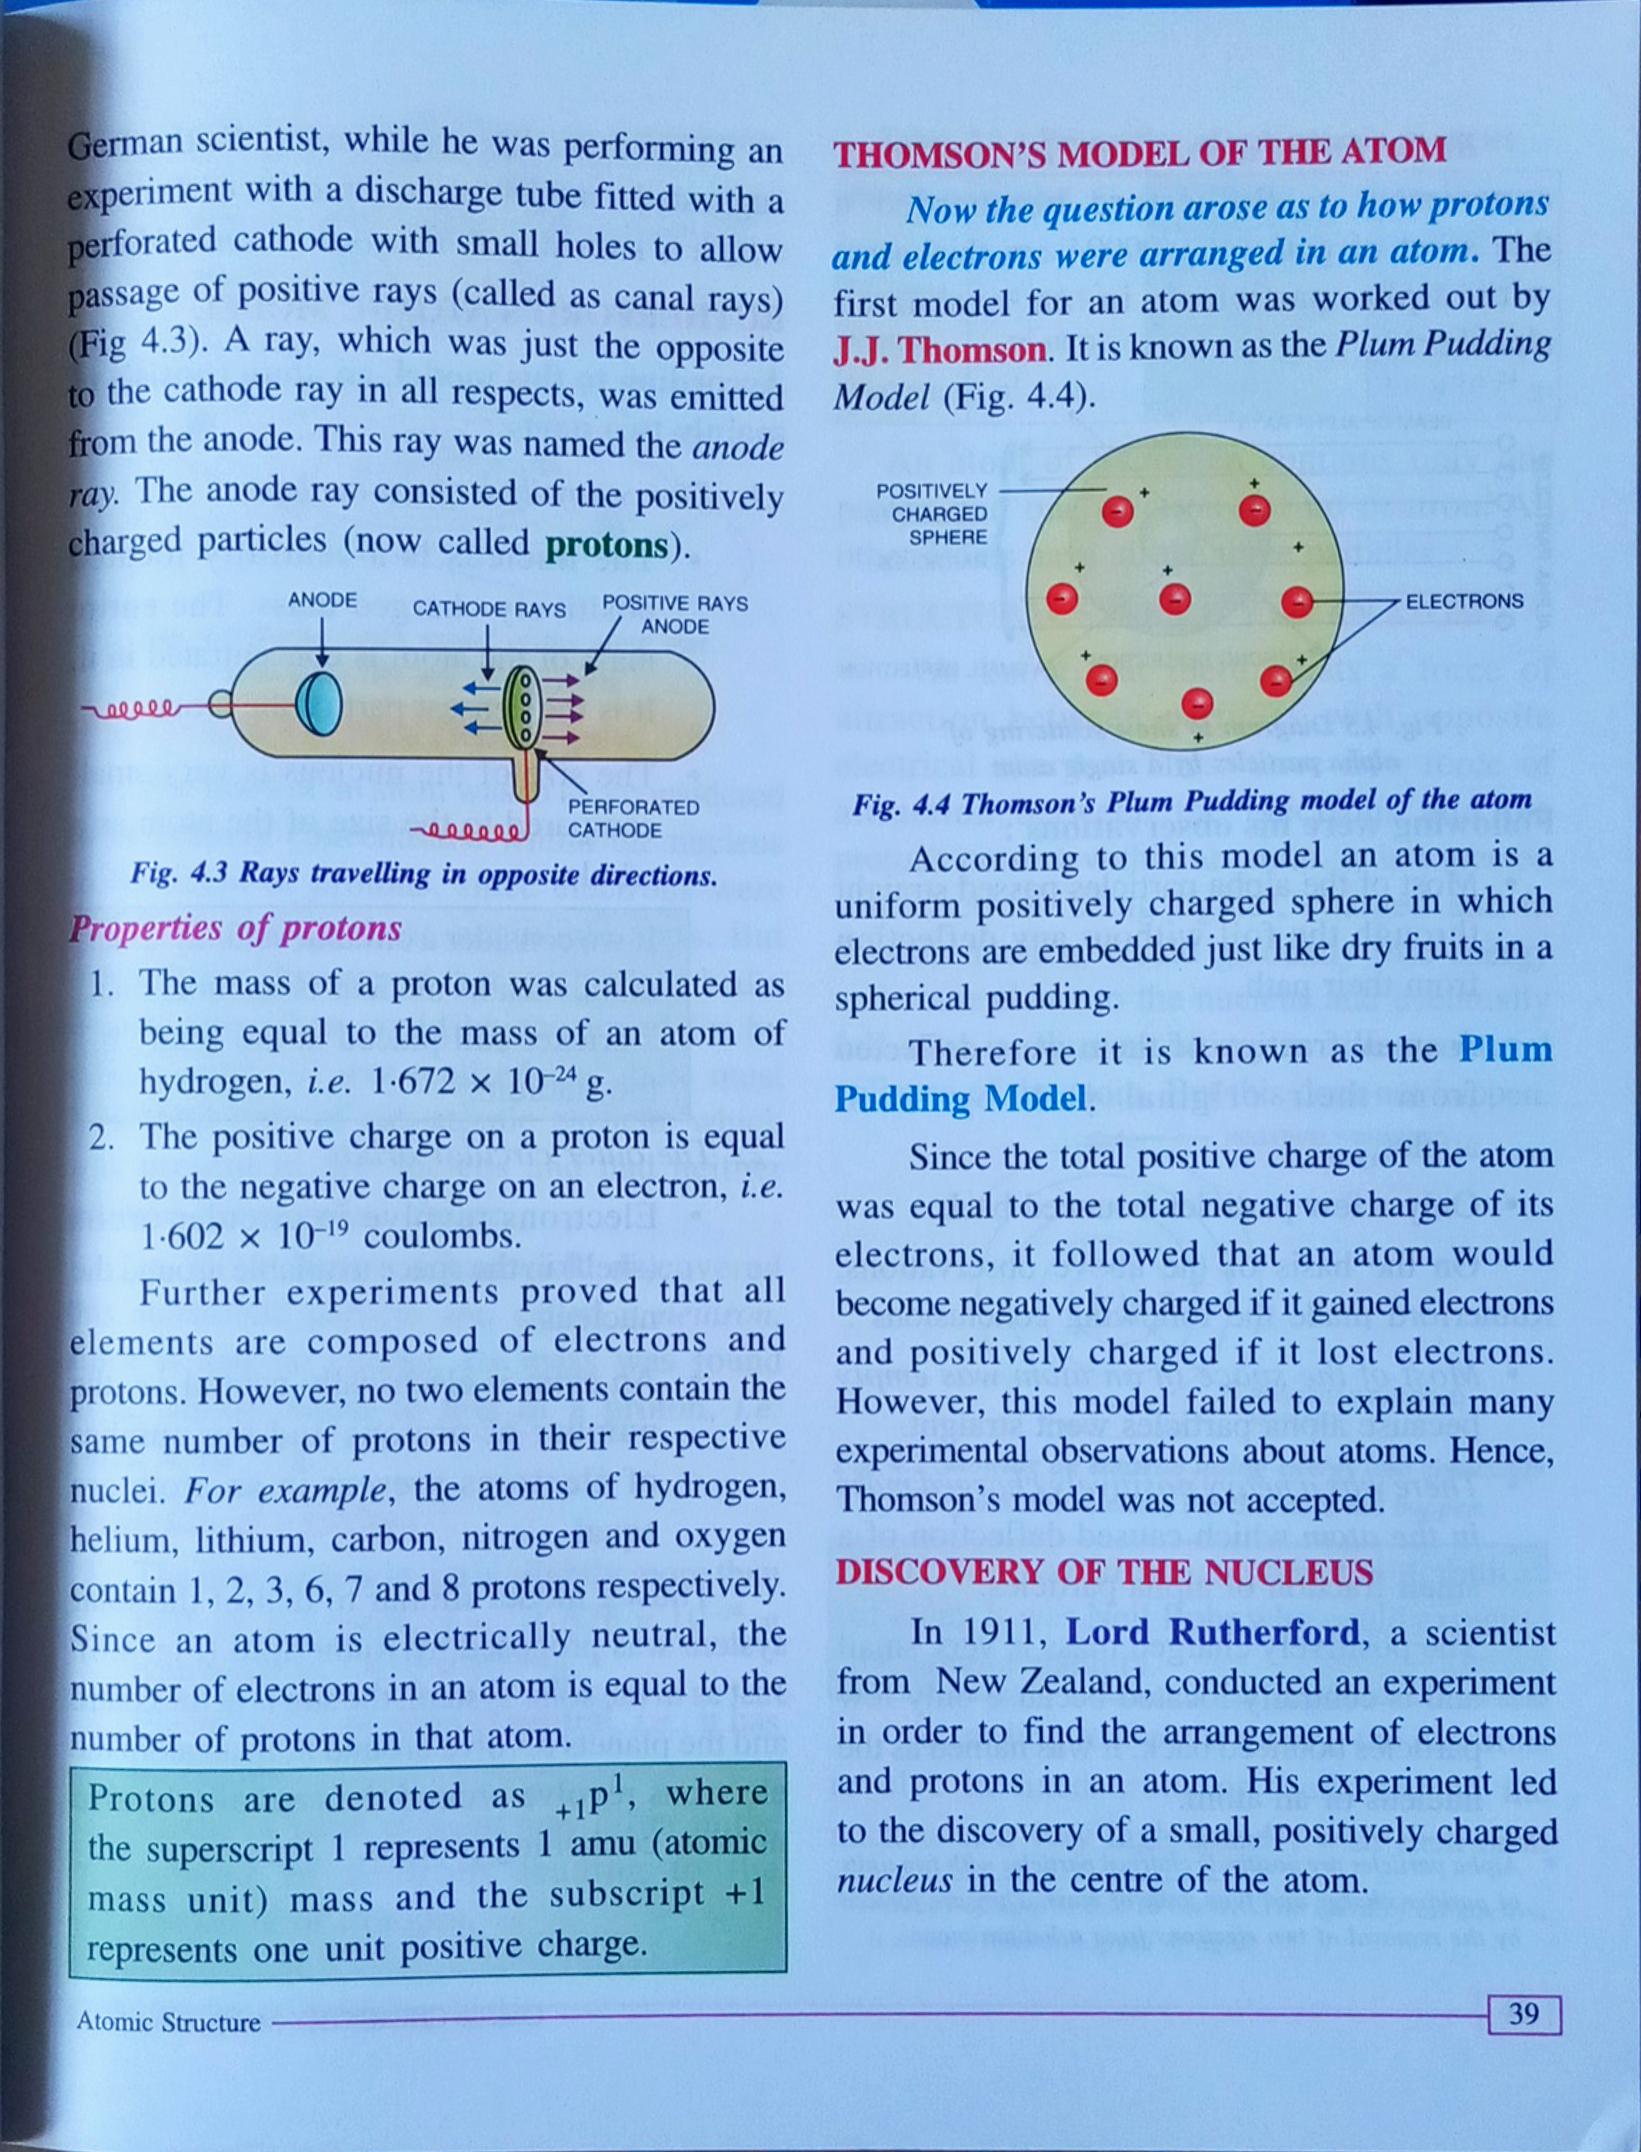 German scientist, while he was performing an
experiment with a discharge tube fitted with a
perforated cathode with small holes to allow
passage of positive rays (called as canal rays)
(Fig 4.3). A ray, which was just the opposite
to the cathode ray in all respects, was emitted
from the anode. This ray was named the anode
ray. The anode ray consisted of the positively
charged particles (now called protons).
ANODE
CATHODE RAYS
POSITIVE RAYS
ANODE
PERFORATED
CATHODE
Fig. 4.3 Rays travelling in opposite directions.
Properties of protons
1. The mass of a proton was calculated as
being equal to the mass of an atom of
hydrogen, i.e. 1·672 × 10⁻²⁴ g.
2. The positive charge on a proton is equal
to the negative charge on an electron, i.e.
1·602 × 10⁻¹⁹ coulombs.
Further experiments proved that all
elements are composed of electrons and
protons. However, no two elements contain the
same number of protons in their respective
nuclei. For example, the atoms of hydrogen,
helium, lithium, carbon, nitrogen and oxygen
contain 1, 2, 3, 6, 7 and 8 protons respectively.
Since an atom is electrically neutral, the
number of electrons in an atom is equal to the
number of protons in that atom.
Protons are denoted as ₊₁p¹, where
the superscript 1 represents 1 amu (atomic
mass unit) mass and the subscript +1
represents one unit positive charge.
THOMSON'S MODEL OF THE ATOM
Now the question arose as to how protons
and electrons were arranged in an atom. The
first model for an atom was worked out by
J.J. Thomson. It is known as the Plum Pudding
Model (Fig. 4.4).
POSITIVELY
CHARGED
SPHERE
ELECTRONS
Fig. 4.4 Thomson's Plum Pudding model of the atom
According to this model an atom is a
uniform positively charged sphere in which
electrons are embedded just like dry fruits in a
spherical pudding.
Therefore it is known as the Plum
Pudding Model.
Since the total positive charge of the atom
was equal to the total negative charge of its
electrons, it followed that an atom would
become negatively charged if it gained electrons
and positively charged if it lost electrons.
However, this model failed to explain many
experimental observations about atoms. Hence,
Thomson's model was not accepted.
DISCOVERY OF THE NUCLEUS
In 1911, Lord Rutherford, a scientist
from New Zealand, conducted an experiment
in order to find the arrangement of electrons
and protons in an atom. His experiment led
to the discovery of a small, positively charged
nucleus in the centre of the atom.
Atomic Structure
39